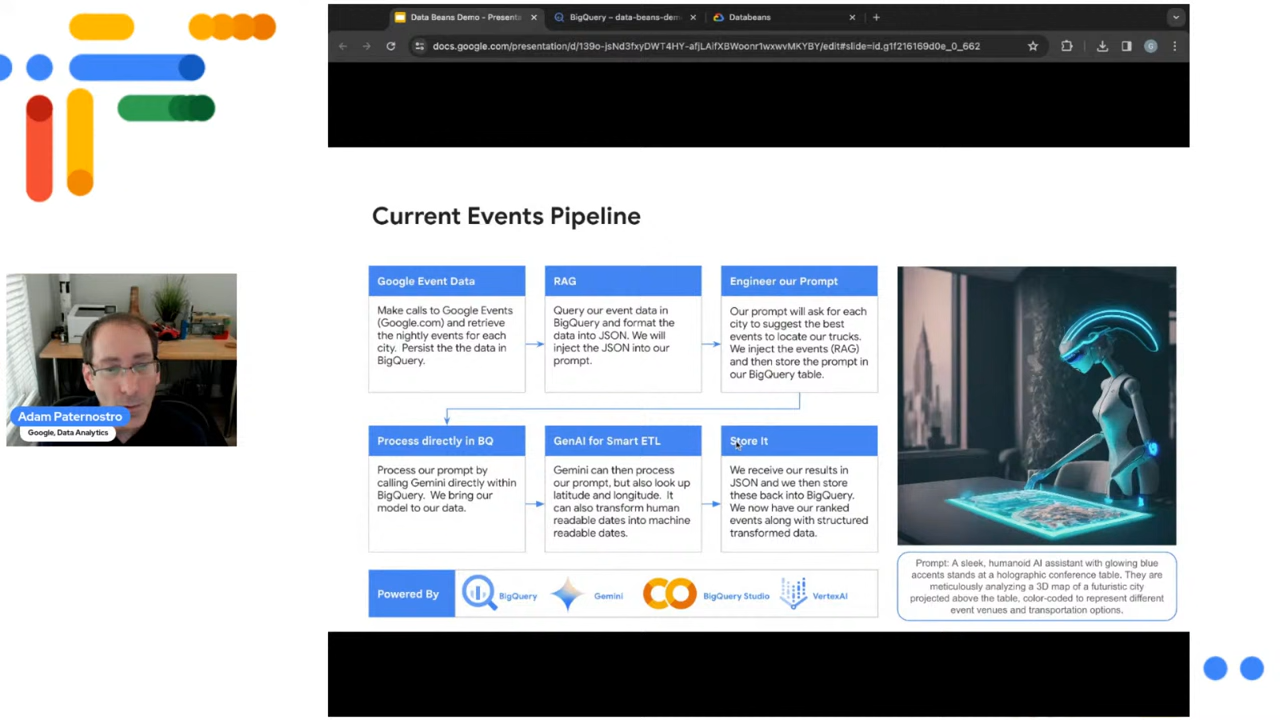 Data Beans Demo - Presenta
BigQuery – data-beans-dem
Databeans
docs.google.com/presentation/d/139o-jsNd3fxyDWT4HY-afjLAlfXBWoonr1wxwvMKYBY/edit#slide=id.g1f216169d0e_0_662
G
Current Events Pipeline
Google Event Data
Make calls to Google Events
(Google.com) and retrieve
the nightly events for each
city. Persist the the data in
BigQuery.
RAG
Query our event data in
BigQuery and format the
data into JSON. We will
inject the JSON into our
prompt.
Engineer our Prompt
Our prompt will ask for each
city to suggest the best
events to locate our trucks.
We inject the events (RAG)
and then store the prompt in
our BigQuery table.
Process directly in BQ
Process our prompt by
calling Gemini directly within
BigQuery. We bring our
model to our data.
GenAI for Smart ETL
Gemini can then process
our prompt, but also look up
latitude and longitude. It
can also transform human
readable dates into machine
readable dates.
Store It
We receive our results in
JSON and we then store
these back into BigQuery.
We now have our ranked
events along with structured
transformed data.
Powered By
BigQuery
Gemini
BigQuery Studio
VertexAI
Prompt: A sleek, humanoid AI assistant with glowing blue
accents stands at a holographic conference table. They are
meticulously analyzing a 3D map of a futuristic city
projected above the table, color-coded to represent different
event venues and transportation options.
Adam Paternostro
Google, Data Analytics